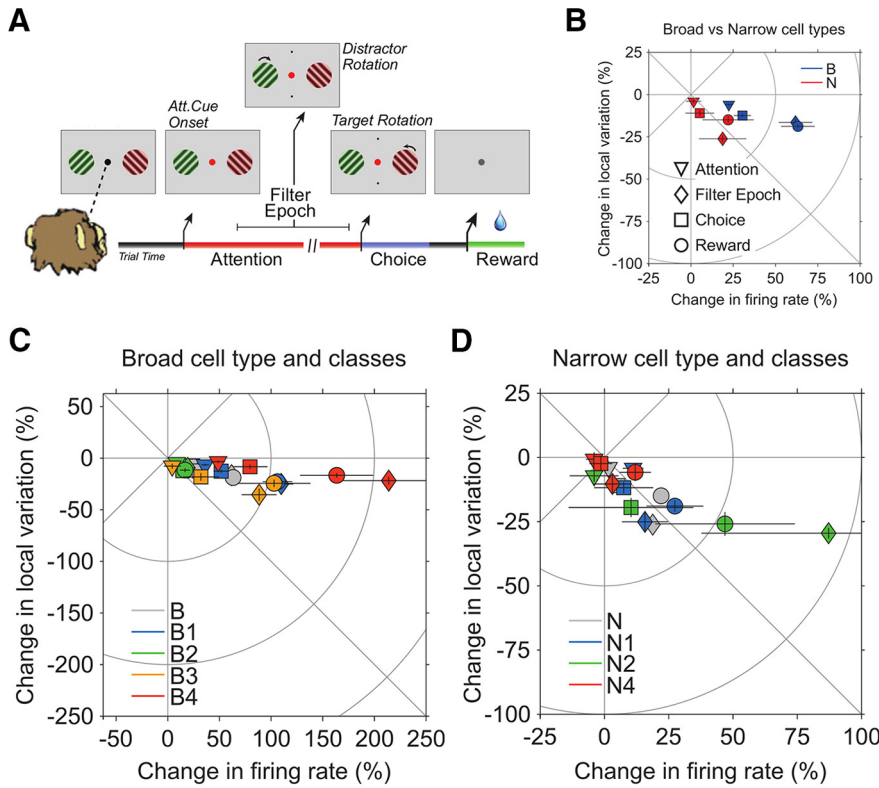 A
Distractor
Rotation
Att.Cue
Onset
Target Rotation
Filter
Epoch
Trial Time
Attention
//
Choice
Reward
B
Broad vs Narrow cell types
Change in local variation (%)
25
0
-25
-50
-75
-100
B
N
Attention
Filter Epoch
Choice
Reward
-25 0 25 50 75 100
Change in firing rate (%)
C
Broad cell type and classes
Change in local variation (%)
50
0
-50
-100
-150
-200
-250
B
B1
B2
B3
B4
-50 0 50 100 150 200 250
Change in firing rate (%)
D
Narrow cell type and classes
Change in local variation (%)
25
0
-25
-50
-75
-100
N
N1
N2
N4
-25 0 25 50 75 100
Change in firing rate (%)